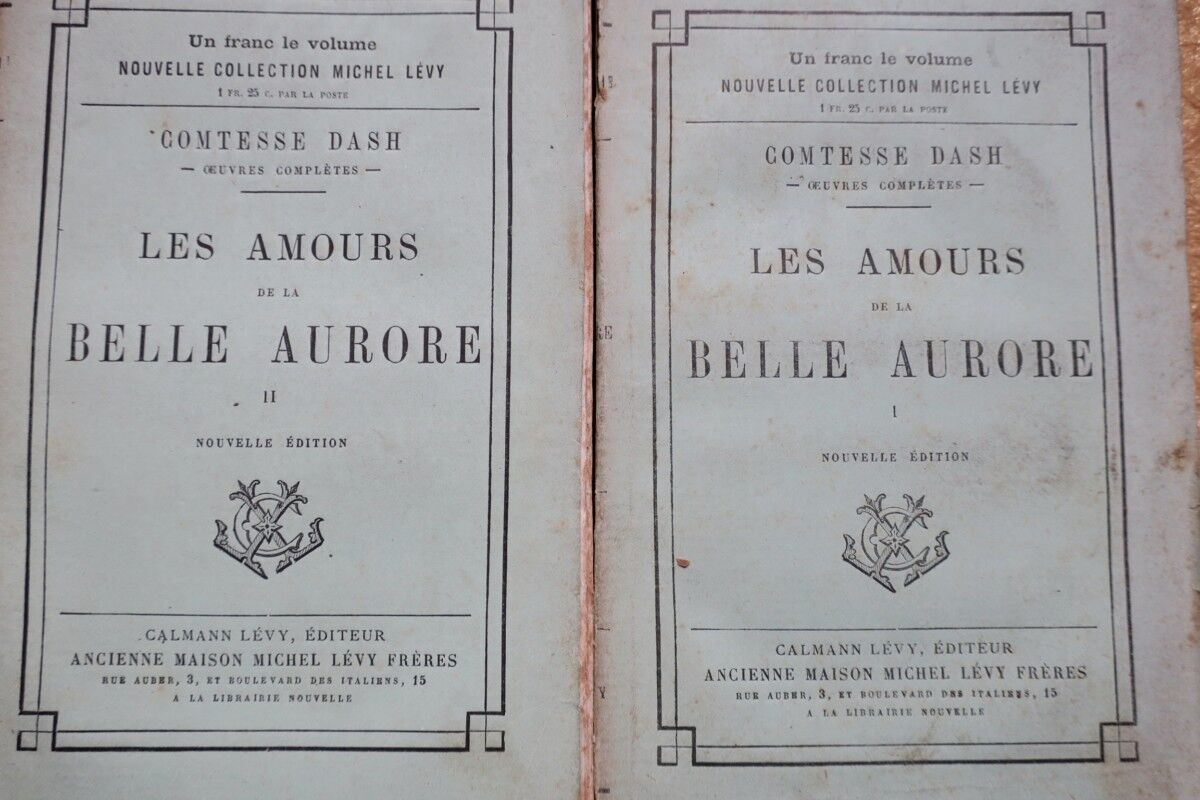 Un franc le volume
NOUVELLE COLLECTION MICHEL LÉVY
1 FR. 25 C. PAR LA POSTE
COMTESSE DASH
— ŒUVRES COMPLÈTES —
LES AMOURS
DE LA
BELLE AURORE
II
NOUVELLE ÉDITION
CALMANN LÉVY, ÉDITEUR
ANCIENNE MAISON MICHEL LÉVY FRÈRES
RUE AUBER, 3, ET BOULEVARD DES ITALIENS, 15
A LA LIBRAIRIE NOUVELLE
Un franc le volume
NOUVELLE COLLECTION MICHEL LÉVY
1 FR. 25 C. PAR LA POSTE
COMTESSE DASH
— ŒUVRES COMPLÈTES —
LES AMOURS
DE LA
BELLE AURORE
I
NOUVELLE ÉDITION
CALMANN LÉVY, ÉDITEUR
ANCIENNE MAISON MICHEL LÉVY FRÈRES
RUE AUBER, 3, ET BOULEVARD DES ITALIENS, 15
A LA LIBRAIRIE NOUVELLE